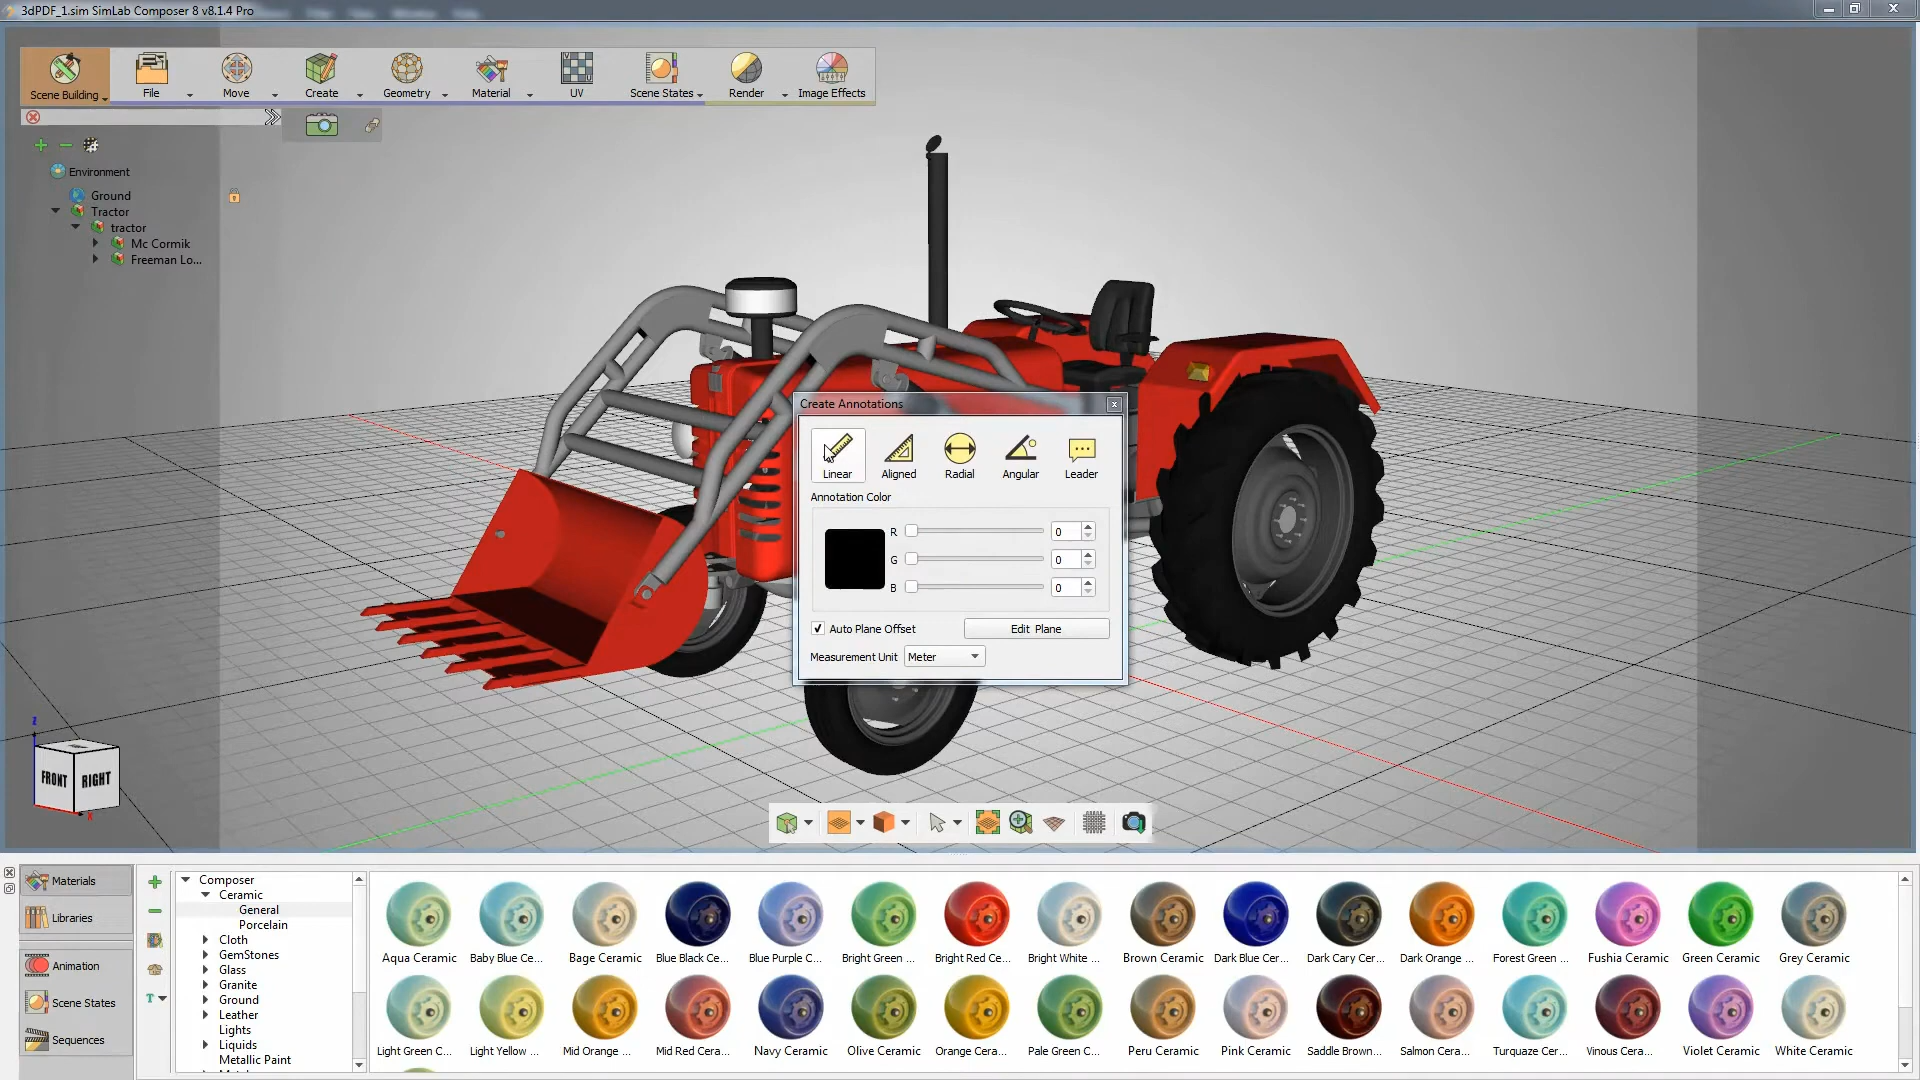 3dPDF_1.sim SimLab Composer 8 v8.1.4 Pro
Scene Building
File
Move
Create
Geometry
Material
UV
Scene States
Render
Image Effects
Environment
Ground
Tractor
tractor
Mc Cormik
Freeman Lo...
Create Annotations
Linear
Aligned
Radial
Angular
Leader
Annotation Color
R 0
G 0
B 0
Auto Plane Offset
Edit Plane
Measurement Unit Meter
Z
FRONT RIGHT
X
Materials
Libraries
Animation
Scene States
Sequences
T
Composer
Ceramic
General
Porcelain
Cloth
GemStones
Glass
Granite
Ground
Leather
Lights
Liquids
Metallic Paint
Aqua Ceramic Baby Blue Ce... Bage Ceramic Blue Black Ce... Blue Purple C... Bright Green ... Bright Red Ce... Bright White ... Brown Ceramic Dark Blue Cer... Dark Cary Cer... Dark Orange ... Forest Green ... Fushia Ceramic Green Ceramic Grey Ceramic
Light Green C... Light Yellow ... Mid Orange ... Mid Red Cera... Navy Ceramic Olive Ceramic Orange Cera... Pale Green C... Peru Ceramic Pink Ceramic Saddle Brown... Salmon Cera... Turquaze Cer... Vinous Cera... Violet Ceramic White Ceramic